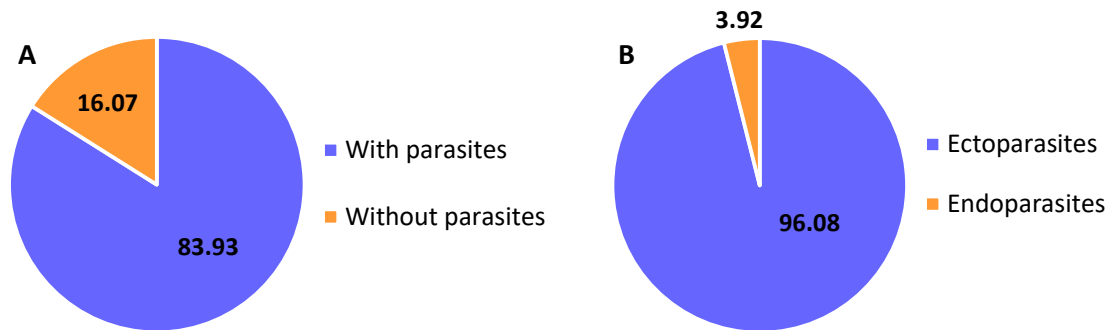 A
16.07
83.93
With parasites
Without parasites
B
3.92
96.08
Ectoparasites
Endoparasites